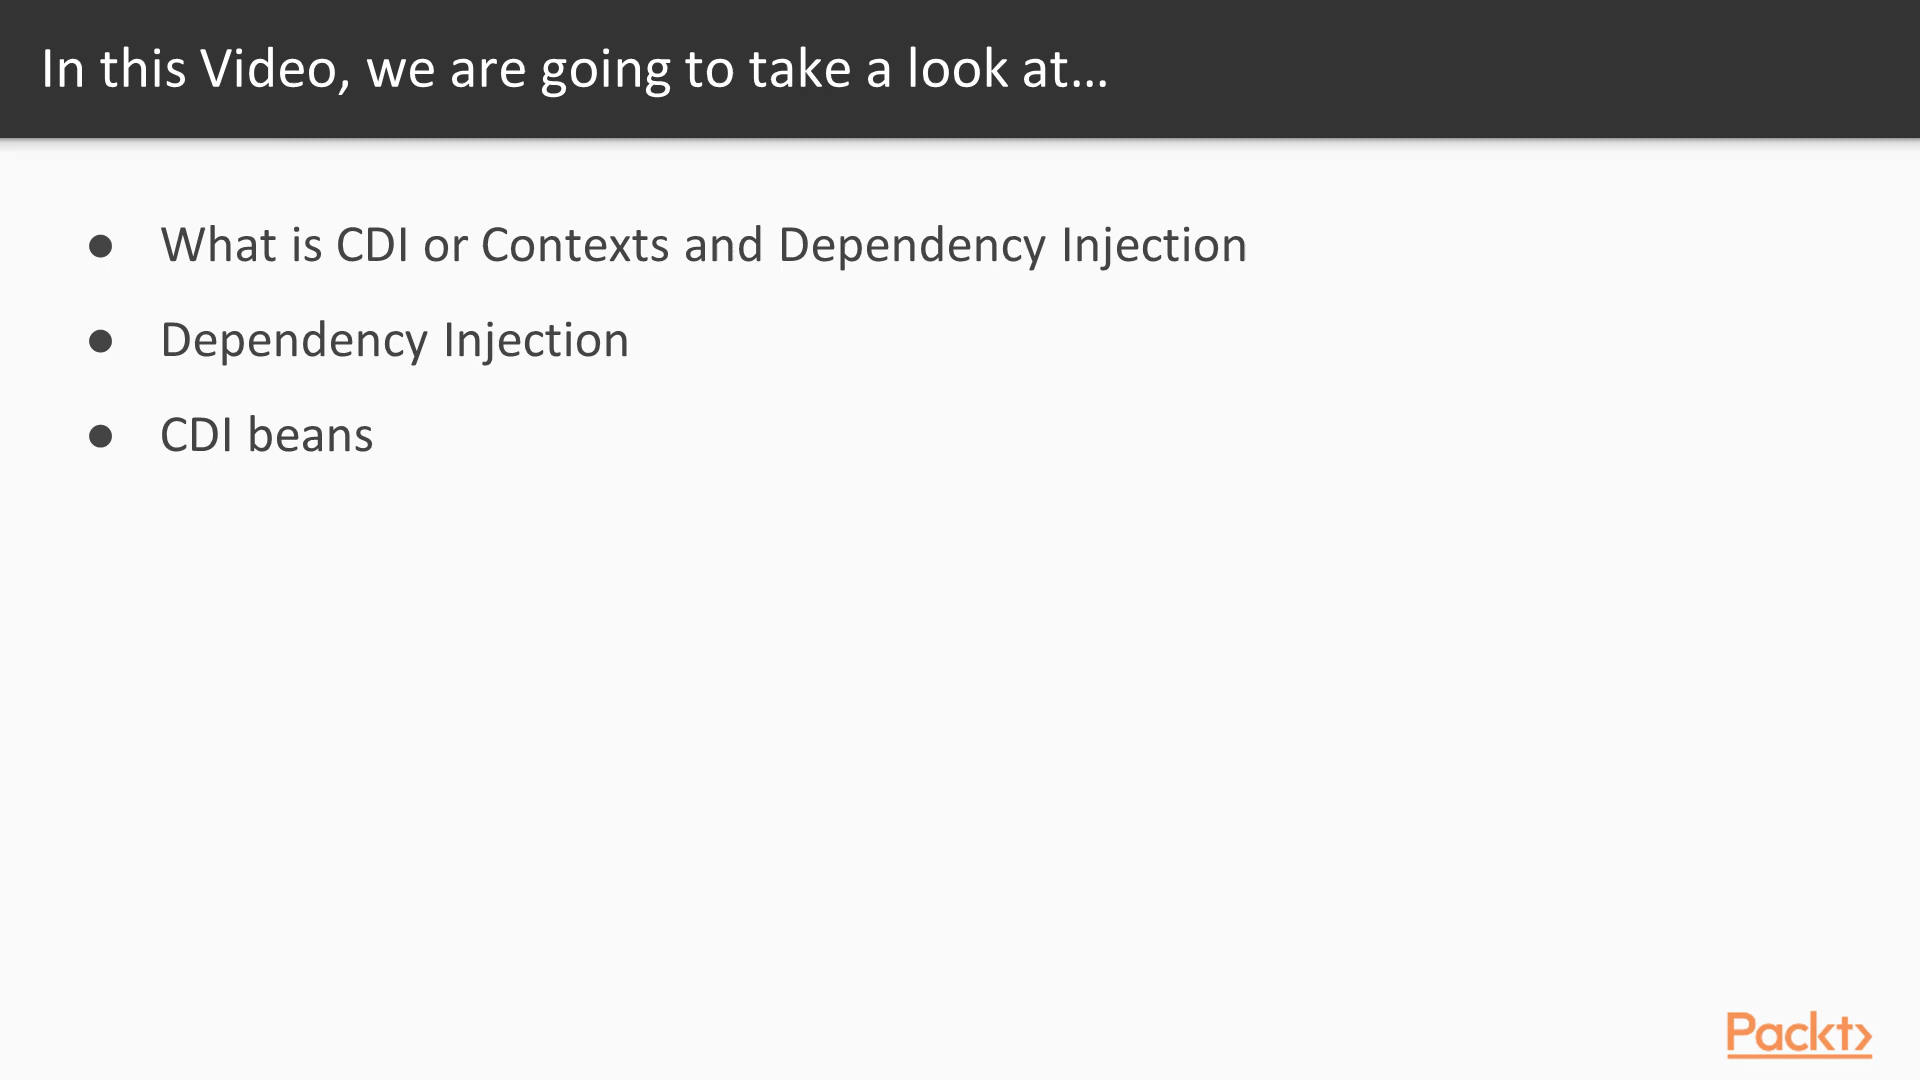 In this Video, we are going to take a look at…
● What is CDI or Contexts and Dependency Injection
● Dependency Injection
● CDI beans
Packt>